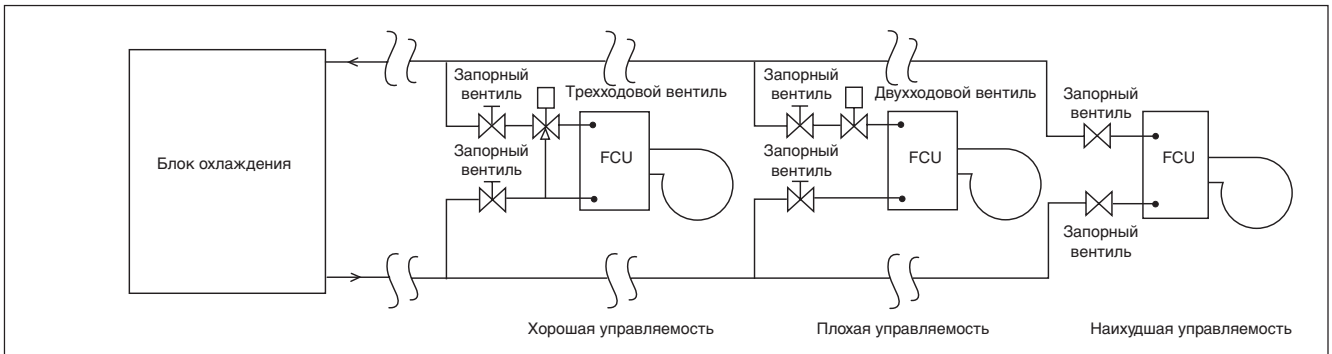 Блок охлаждения
Запорный
вентиль
Трехходовой вентиль
Запорный
вентиль
FCU
Запорный
вентиль
Двухходовой вентиль
Запорный
вентиль
FCU
Запорный
вентиль
FCU
Запорный
вентиль
Хорошая управляемость
Плохая управляемость
Наихудшая управляемость